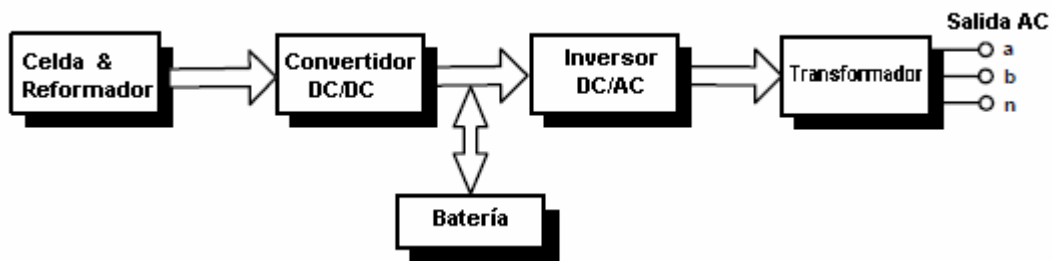 Celda &
Reformador
Convertidor
DC/DC
Inversor
DC/AC
Transformador
Salida AC
a
b
n
Batería